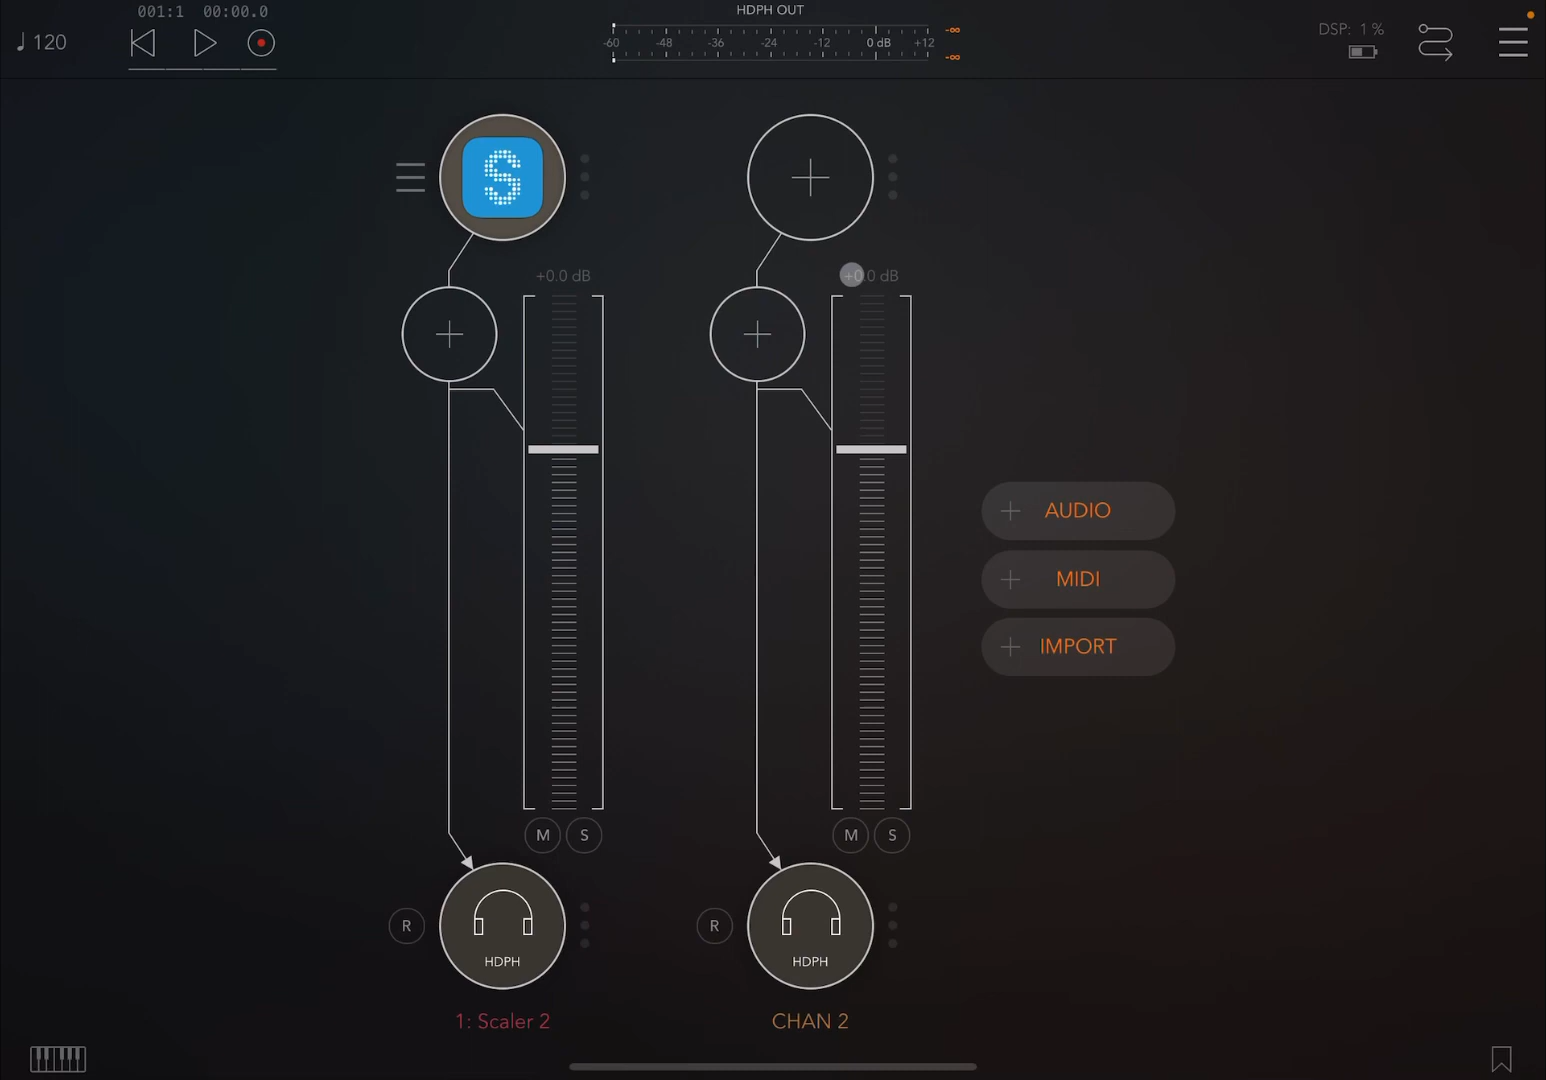 001:1 00:00.0
♩ 120
HDPH OUT
-60 -48 -36 -24 -12 0 dB +12
-∞
-∞
DSP: 1 %
S
+0.0 dB
+0.0 dB
AUDIO
MIDI
IMPORT
M S
M S
R
HDPH
R
HDPH
1: Scaler 2
CHAN 2